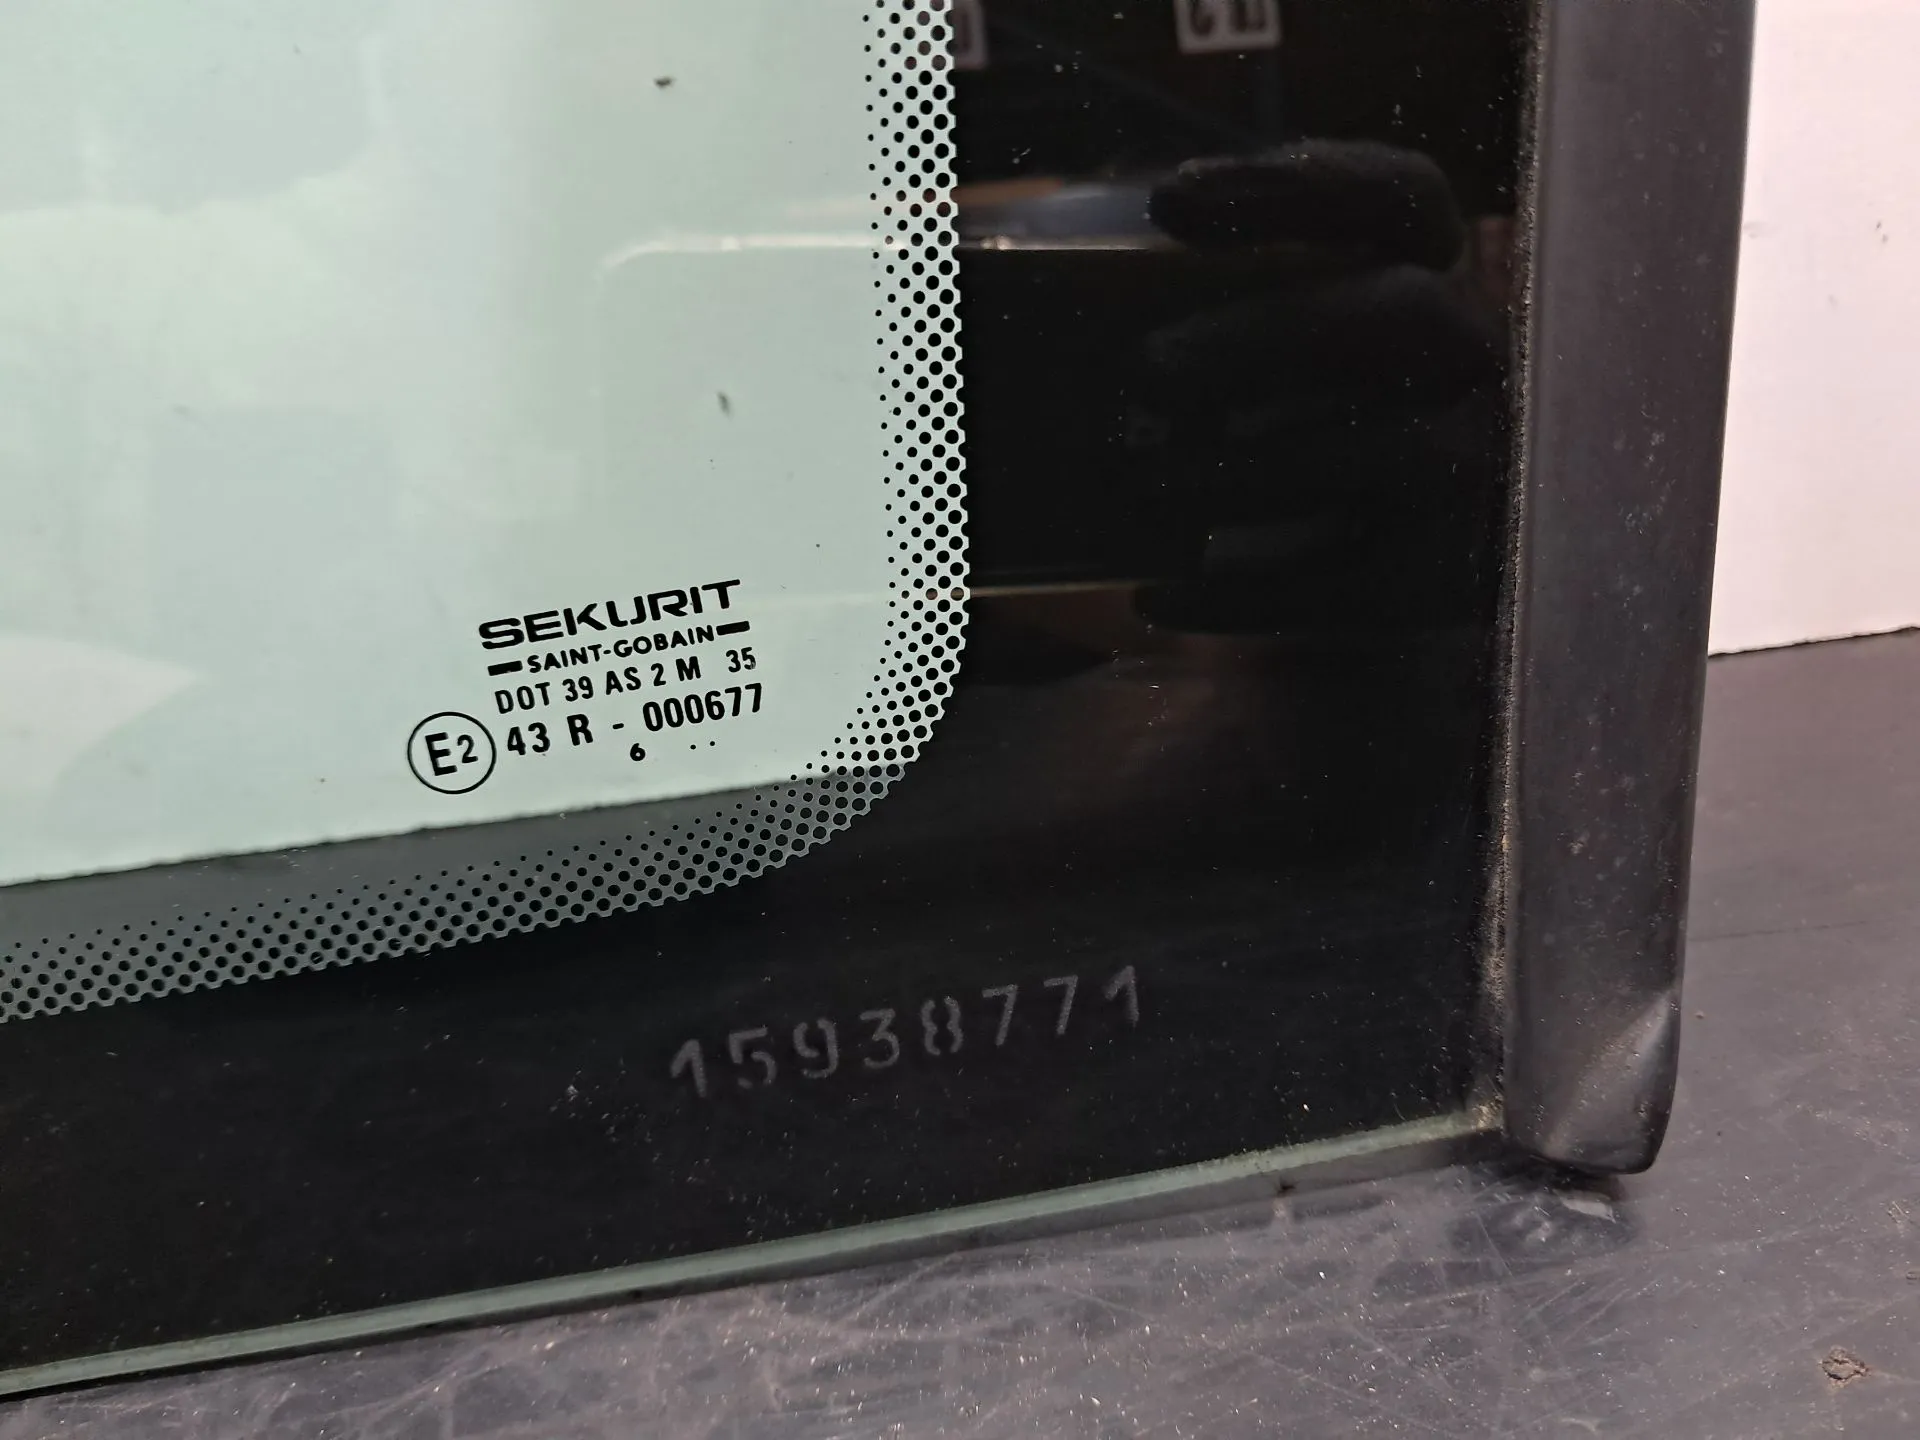 SEKURIT
SAINT-GOBAIN
DOT 39 AS 2 M 35
E2 43 R - 000677
6 ..
15938771